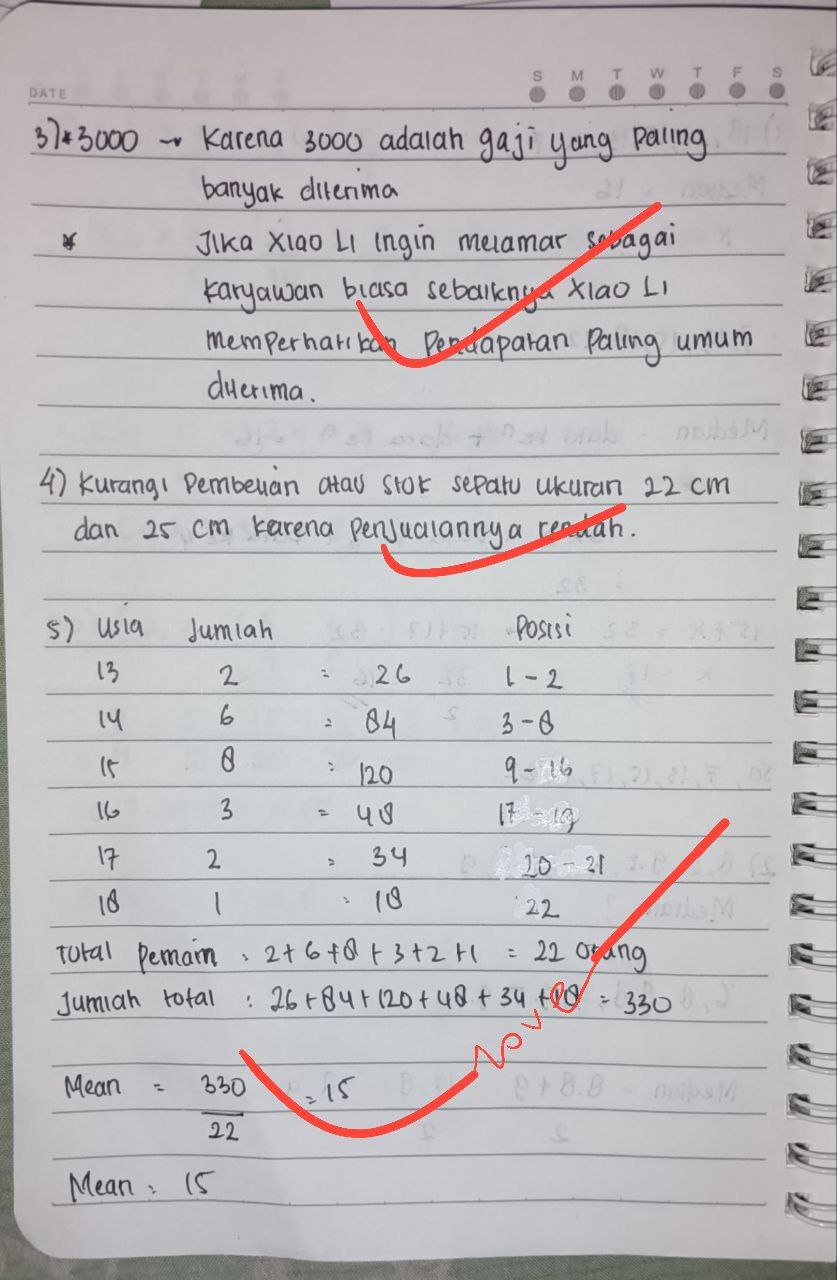 S M T W T F S
DATE
3)* 3000 → Karena 3000 adalah gaji yang paling
banyak diterima
* Jika Xiao Li ingin melamar sebagai
karyawan biasa sebaiknya Xiao Li
memperhatikan pendapatan paling umum
diterima.
4) Kurangi pembelian atau stok sepatu ukuran 22 cm
dan 25 cm karena penjualannya rendah.
5) Usia Jumlah Posisi
13 2 = 26 1-2
14 6 = 84 3-8
15 8 = 120 9-16
16 3 = 48 17-19
17 2 = 34 20-21
18 1 = 18 22
Total pemain : 2+6+8+3+2+1 = 22 orang
Jumlah total : 26+84+120+48+34+18 = 330
Mean = 330 = 15
22
Mean = 15